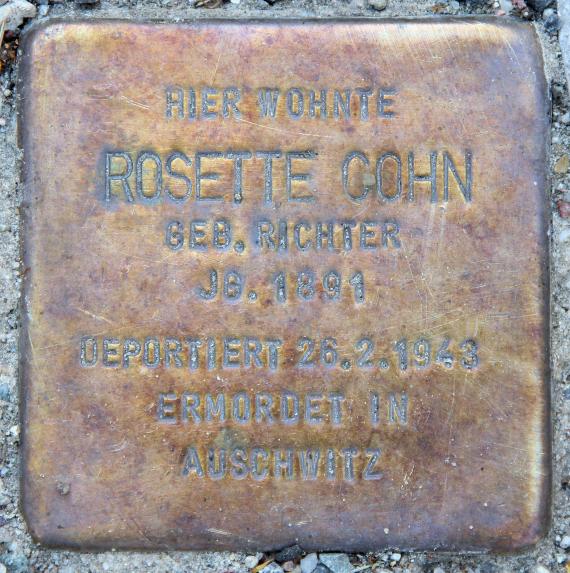 HIER WOHNTE
ROSETTE COHN
GEB. RICHTER
JG. 1891
DEPORTIERT 26.2.1943
ERMORDET IN
AUSCHWITZ